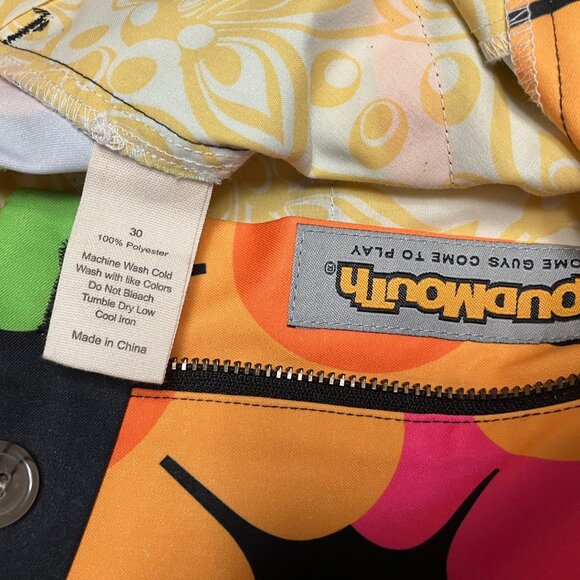 30
100% Polyester
Machine Wash Cold
Wash with like Colors
Do Not Bleach
Tumble Dry Low
Cool iron
Made in China
OUDMOUTH®
OME GUYS COME TO PLAY